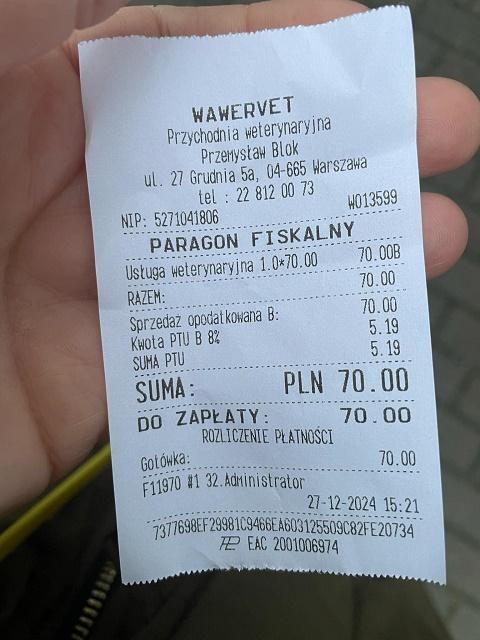 WAWERVET
Przychodnia weterynaryjna
Przemysław Blok
ul. 27 Grudnia 5a, 04-665 Warszawa
tel : 22 812 00 73
NIP: 5271041806 W013599
PARAGON FISKALNY
Usługa weterynaryjna 1.0*70.00 70.00B
RAZEM: 70.00
Sprzedaż opodatkowana B: 70.00
Kwota PTU B 8% 5.19
SUMA PTU 5.19
SUMA: PLN 70.00
DO ZAPŁATY: 70.00
ROZLICZENIE PŁATNOŚCI
Gotówka: 70.00
F11970 #1 32.Administrator
27-12-2024 15:21
7377698EF29981C9466EA603125509C82FE20734
EAC 2001006974